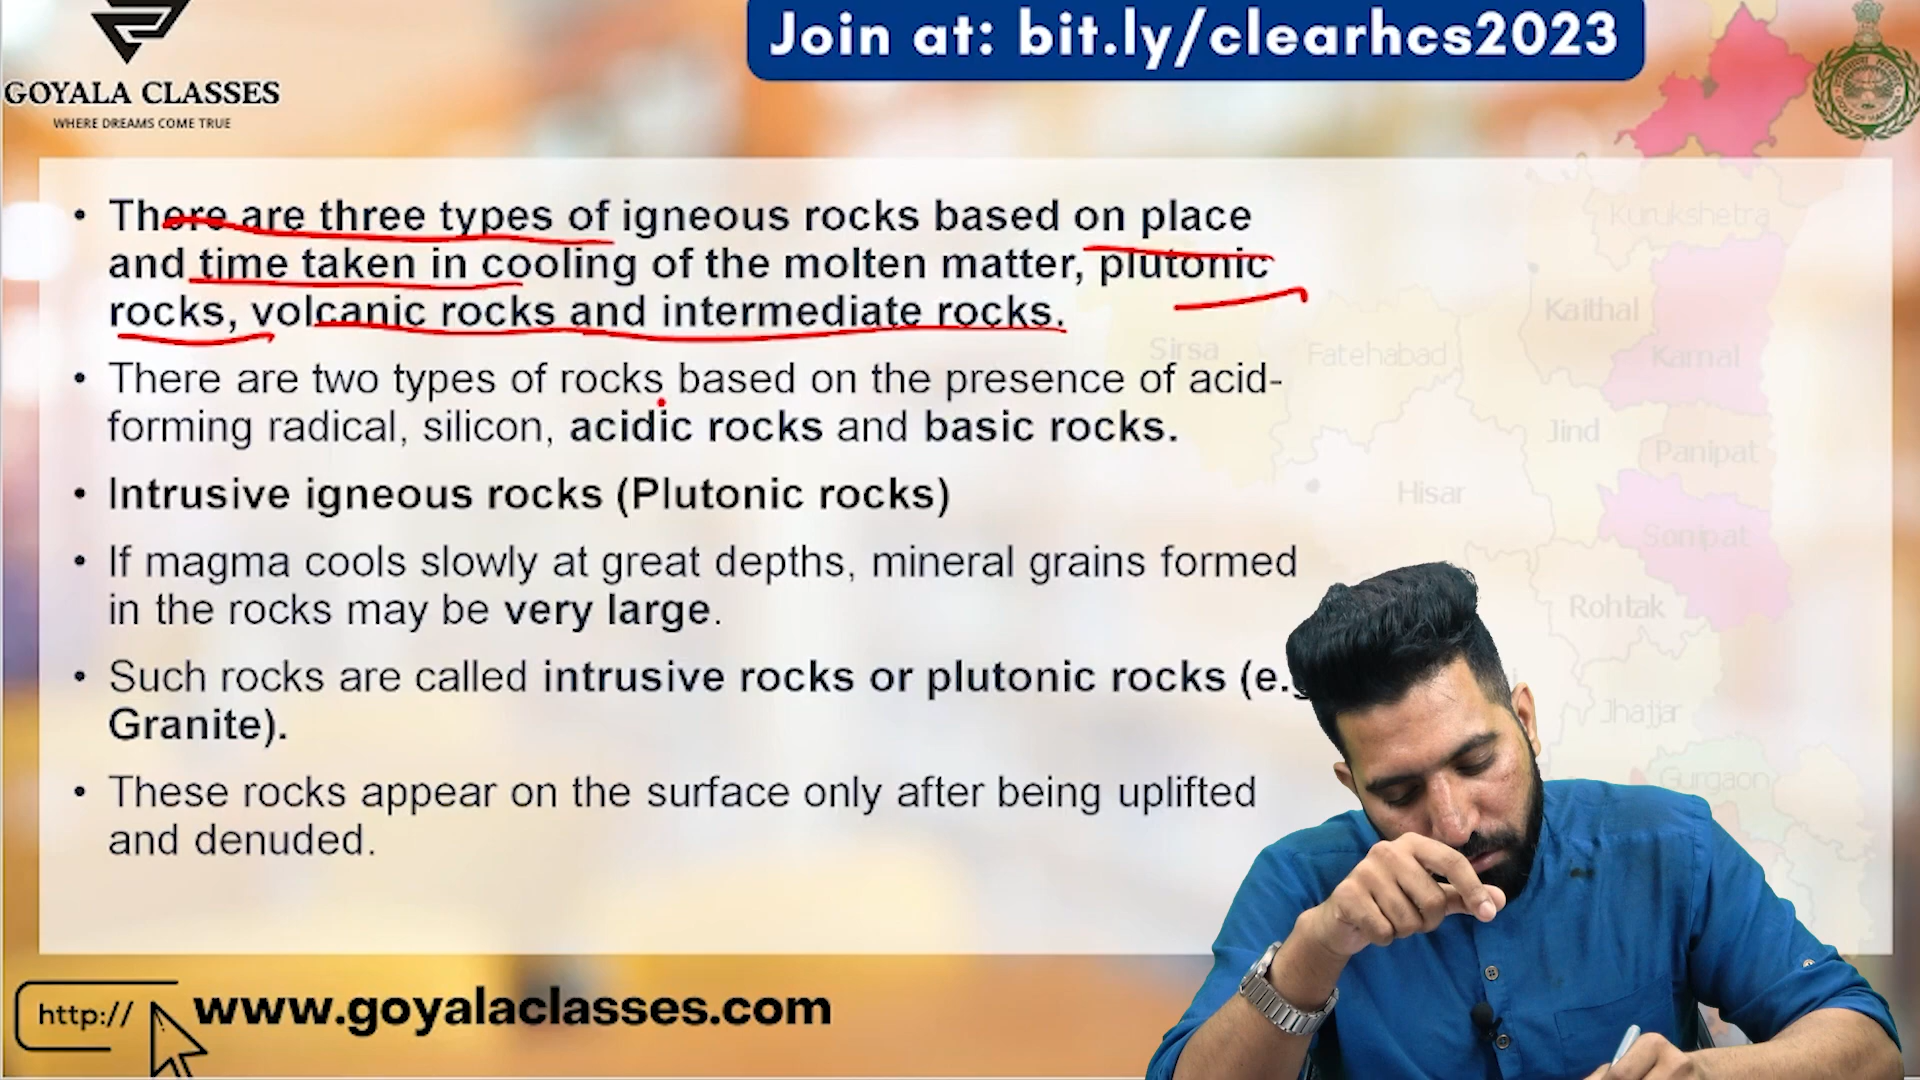 Join at: bit.ly/clearhcs2023
GOYALA CLASSES
WHERE DREAMS COME TRUE
• There are three types of igneous rocks based on place
and time taken in cooling of the molten matter, plutonic
rocks, volcanic rocks and intermediate rocks.
• There are two types of rocks based on the presence of acid-
forming radical, silicon, acidic rocks and basic rocks.
• Intrusive igneous rocks (Plutonic rocks)
• If magma cools slowly at great depths, mineral grains formed
in the rocks may be very large.
• Such rocks are called intrusive rocks or plutonic rocks (e.g
Granite).
• These rocks appear on the surface only after being uplifted
and denuded.
Kurukshetra
Kaithal
Karnal
Sirsa
Fatehabad
Jind
Panipat
Hisar
Sonipat
Rohtak
Jhajjar
Gurgaon
http://
www.goyalaclasses.com